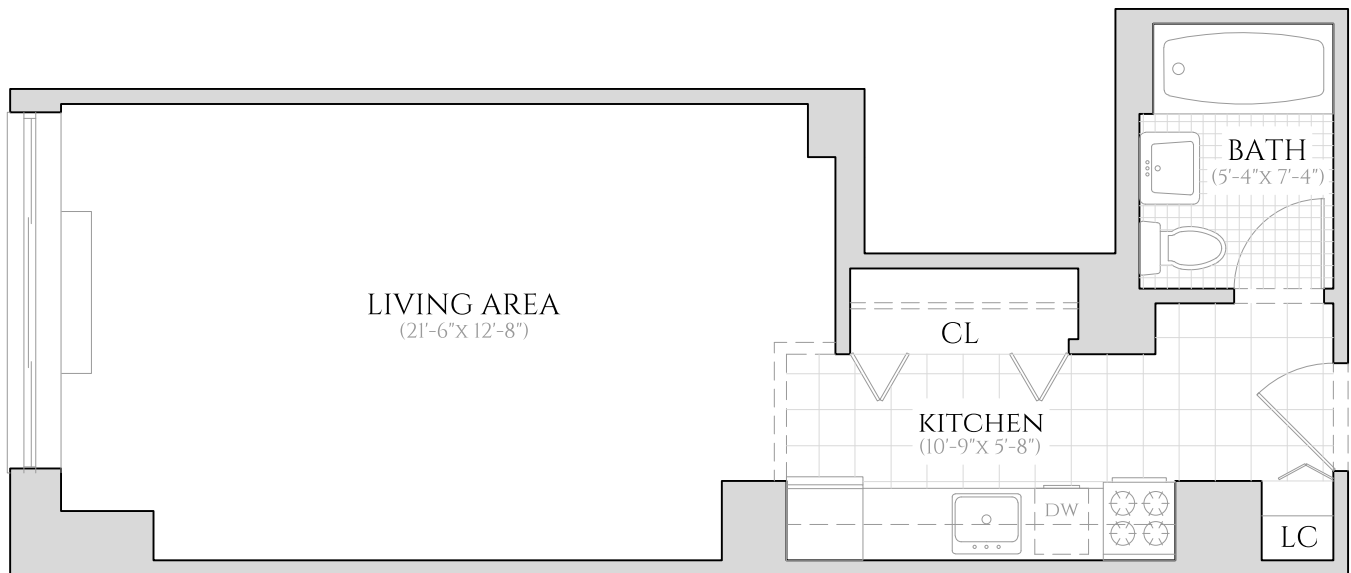 BATH
(5'-4"X 7'-4")
LIVING AREA
(21'-6"X 12'-8")
CL
KITCHEN
(10'-9"X 5'-8")
DW
LC